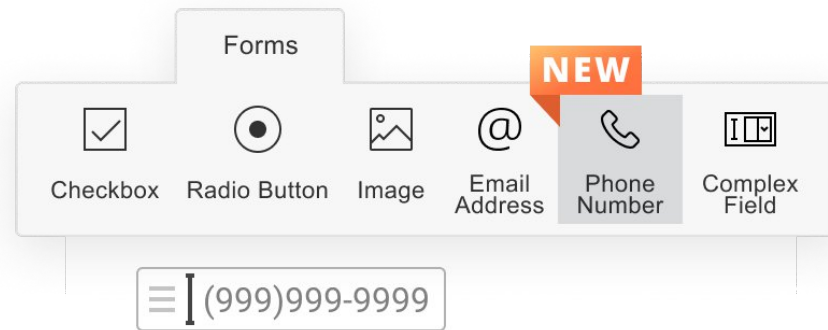 Forms
NEW
@
Checkbox
Radio Button
Image
Email
Address
Phone
Number
Complex
Field
(999)999-9999